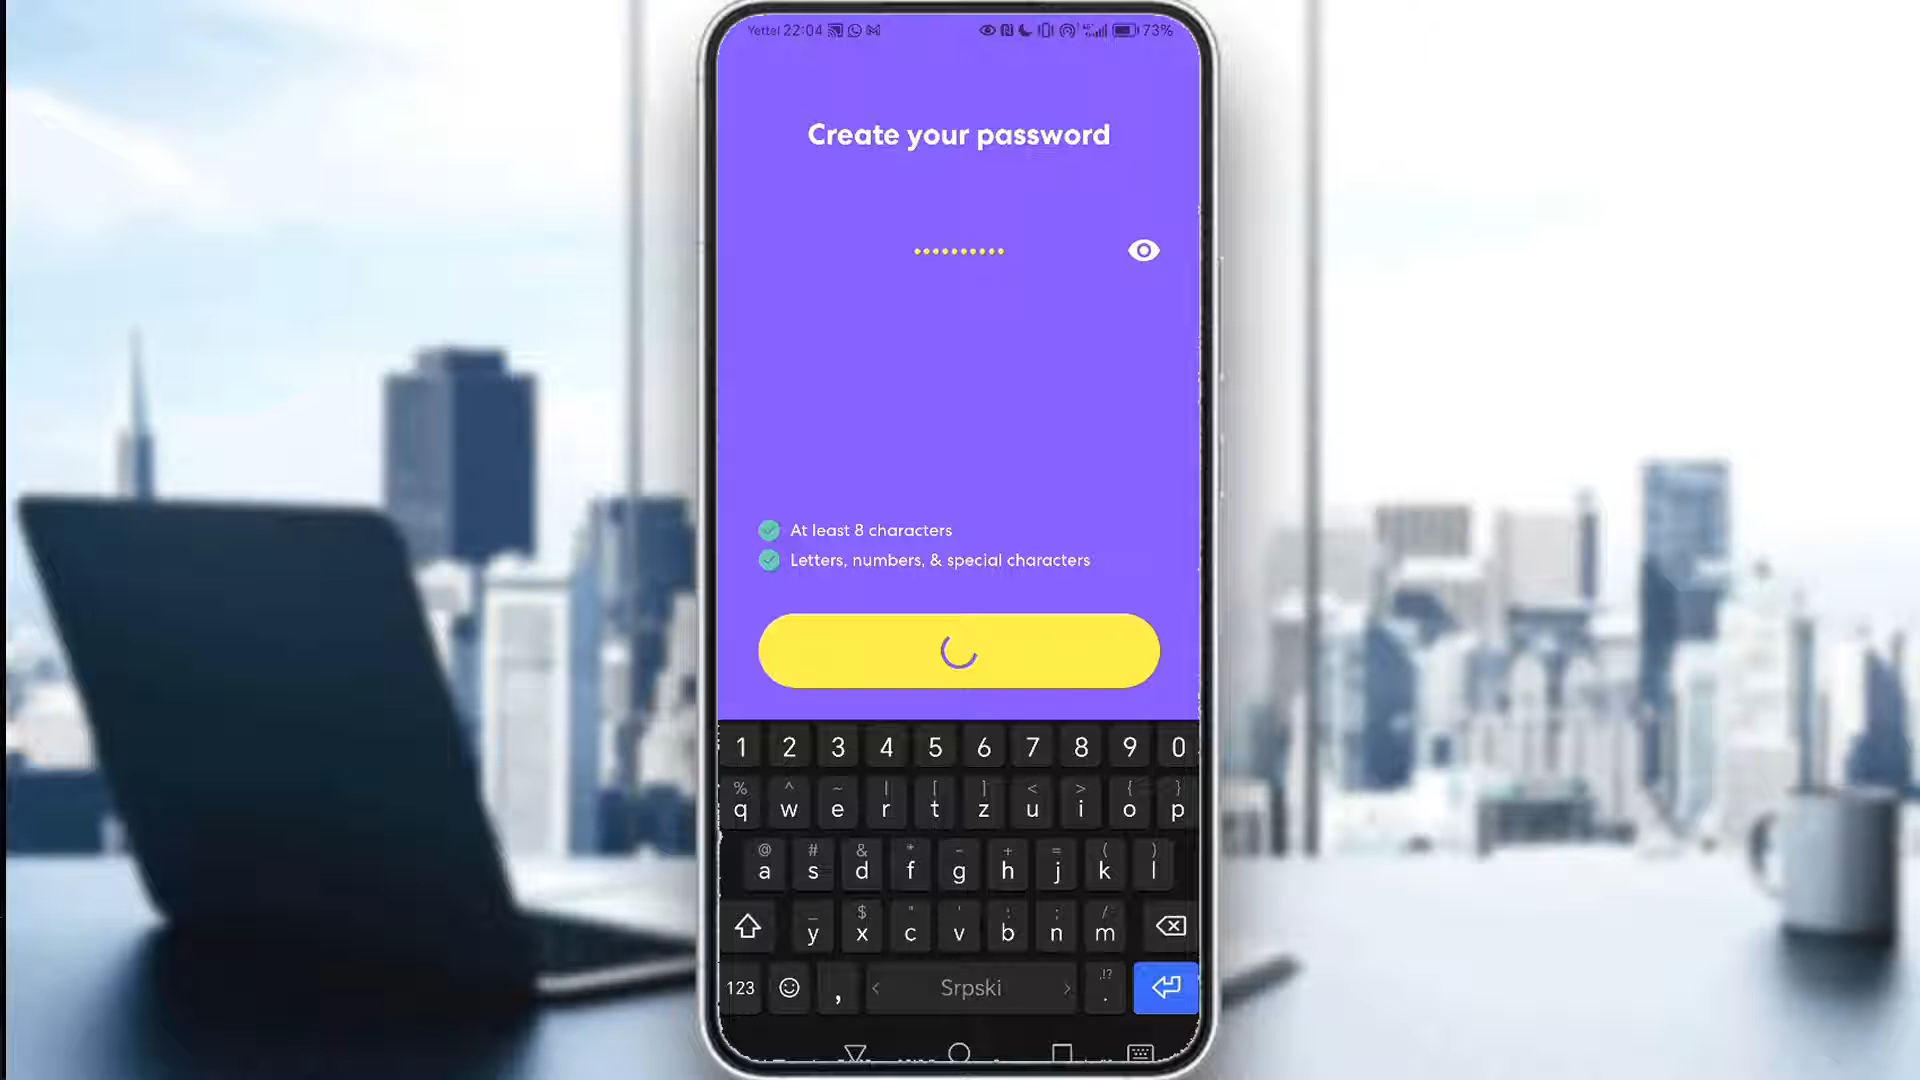 Yettel 22:04 73%
Create your password
At least 8 characters
Letters, numbers, & special characters
1 2 3 4 5 6 7 8 9 0
% ^ ~ | [ ] < > { }
q w e r t z u i o p
@ # & * - + = ( )
a s d f g h j k l
_ $ " ' : ; /
y x c v b n m
123 , < Srpski > .!? .